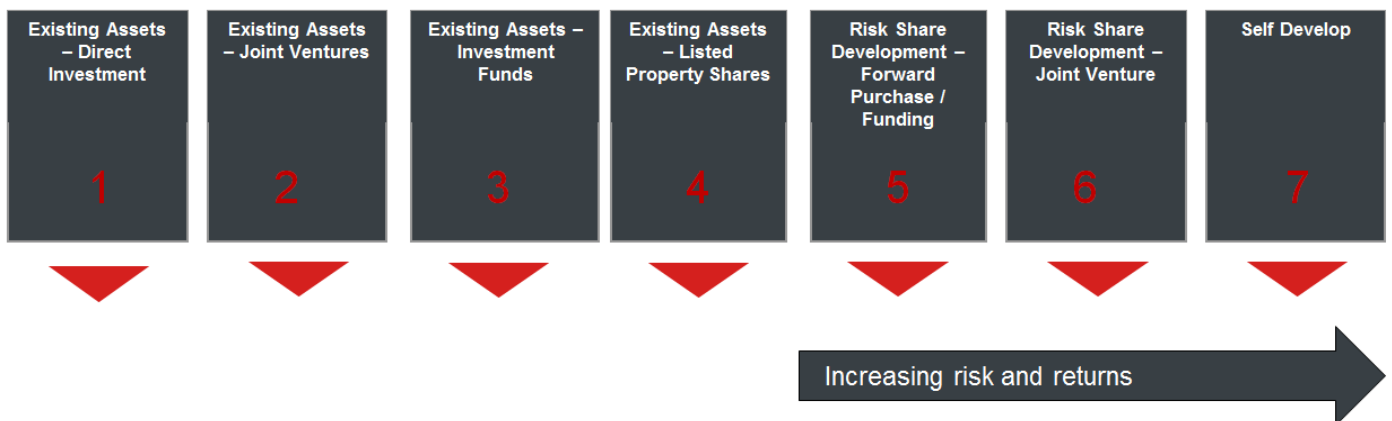 Existing Assets
– Direct
Investment
1
Existing Assets
– Joint Ventures
2
Existing Assets –
Investment
Funds
3
Existing Assets
– Listed
Property Shares
4
Risk Share
Development –
Forward
Purchase /
Funding
5
Risk Share
Development –
Joint Venture
6
Self Develop
7
Increasing risk and returns